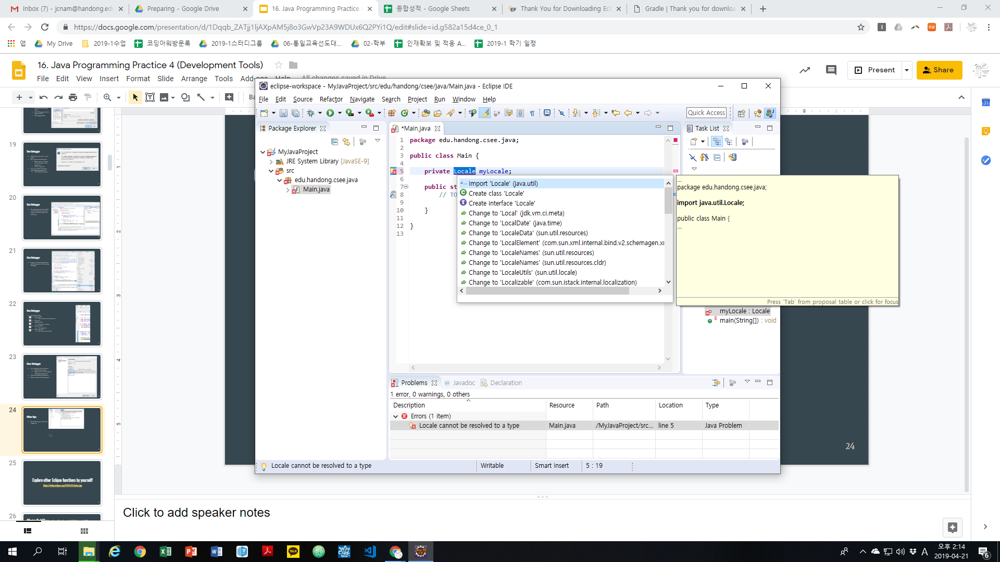 Inbox (7) - jcnam@handong.edu
Preparing - Google Drive
16. Java Programming Practice
종합성적 - Google Sheets
Thank You for Downloading Ecl
Gradle | Thank you for downloa
https://docs.google.com/presentation/d/1Dqqb_ZATjj1ljAXpAM5j8o3GwVp23A9WDUx6Q2PYi1Q/edit#slide=id.g582a15d4ce_0_1
앱
My Drive
2019-1수업
코딩아워방문록
2019-1스터디그룹
06-통일교육선도대...
02-학부
인재확보 및 적응 A...
2019-1 학기 일정
16. Java Programming Practice 4 (Development Tools)
File Edit View Insert Format Slide Arrange Tools Add-ons Help All changes saved in Drive
Present
Share
eclipse-workspace - MyJavaProject/src/edu/handong/csee/java/Main.java - Eclipse IDE
File Edit Source Refactor Navigate Search Project Run Window Help
Quick Access
Package Explorer
MyJavaProject
JRE System Library [JavaSE-9]
src
edu.handong.csee.java
Main.java
*Main.java
1 package edu.handong.csee.java;
2
3 public class Main {
4
5 private Locale myLocale;
6
7 public st
8 // TO
9
10 }
11
12 }
13
Import 'Locale' (java.util)
Create class 'Locale'
Create interface 'Locale'
Change to 'Local' (jdk.vm.ci.meta)
Change to 'LocalDate' (java.time)
Change to 'LocaleData' (sun.util.resources)
Change to 'LocalElement' (com.sun.xml.internal.bind.v2.schemagen.xn
Change to 'LocaleNames' (sun.util.resources)
Change to 'LocaleNames' (sun.util.resources.cldr)
Change to 'LocaleUtils' (sun.util.locale)
Change to 'Localizable' (com.sun.istack.internal.localization)
Task List
...
package edu.handong.csee.java;
import java.util.Locale;
public class Main {
...
Press 'Tab' from proposal table or click for focus
myLocale : Locale
main(String[]) : void
Problems
@ Javadoc
Declaration
1 error, 0 warnings, 0 others
Description Resource Path Location Type
Errors (1 item)
Locale cannot be resolved to a type Main.java /MyJavaProject/src... line 5 Java Problem
Locale cannot be resolved to a type
Writable
Smart Insert
5 : 19
19
20
21
22
23
24
Other tips
25
Explore other Eclipse functions by yourself!
26
1
2
3
4
5
9
24
Click to add speaker notes
오후 2:14
2019-04-21
A
6